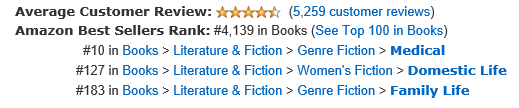 Average Customer Review: (5,259 customer reviews)
Amazon Best Sellers Rank: #4,139 in Books (See Top 100 in Books)
#10 in Books > Literature & Fiction > Genre Fiction > Medical
#127 in Books > Literature & Fiction > Women's Fiction > Domestic Life
#183 in Books > Literature & Fiction > Genre Fiction > Family Life